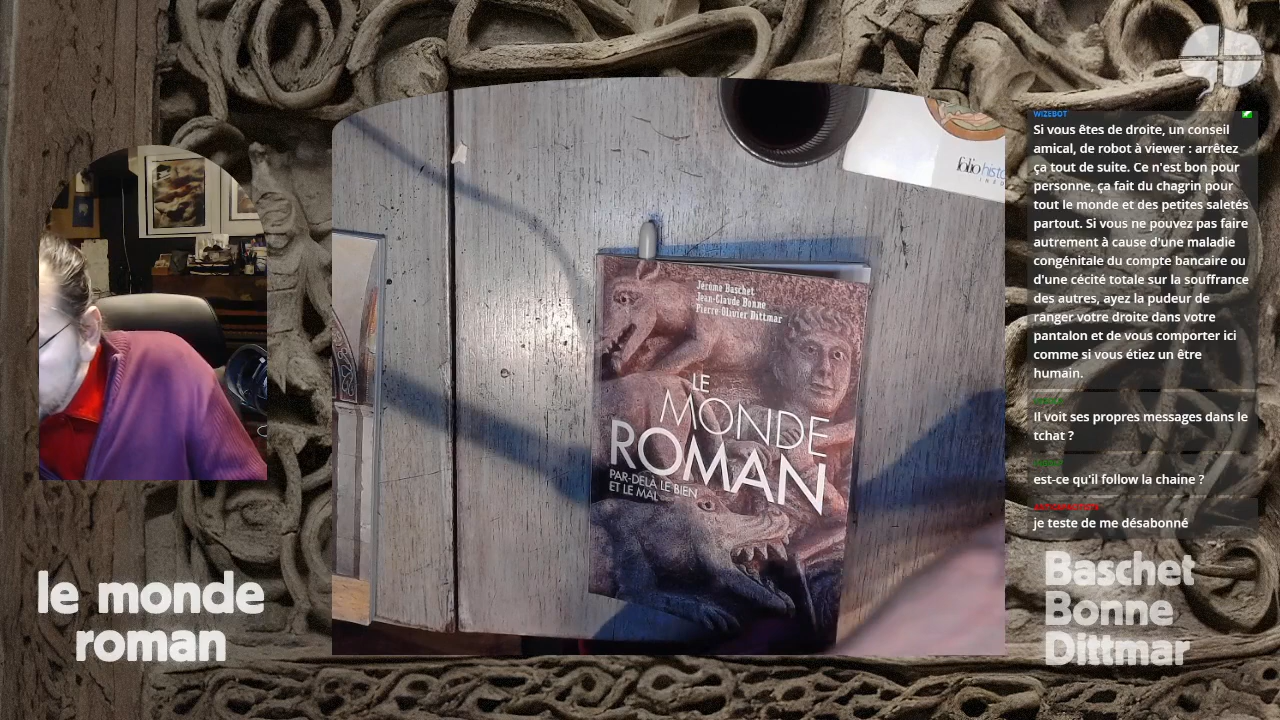 WIZEBOT
Si vous êtes de droite, un conseil
amical, de robot à viewer : arrêtez
ça tout de suite. Ce n'est bon pour
personne, ça fait du chagrin pour
tout le monde et des petites saletés
partout. Si vous ne pouvez pas faire
autrement à cause d'une maladie
congénitale du compte bancaire ou
d'une cécité totale sur la souffrance
des autres, ayez la pudeur de
ranger votre droite dans votre
pantalon et de vous comporter ici
comme si vous étiez un être
humain.
Il voit ses propres messages dans le
tchat ?
est-ce qu'il follow la chaine ?
je teste de me désabonné
folio
Jérôme Baschet
Jean-Claude Bonne
Pierre-Olivier Dittmar
LE
MONDE
ROMAN
PAR-DELÀ LE BIEN
ET LE MAL
le monde
roman
Baschet
Bonne
Dittmar